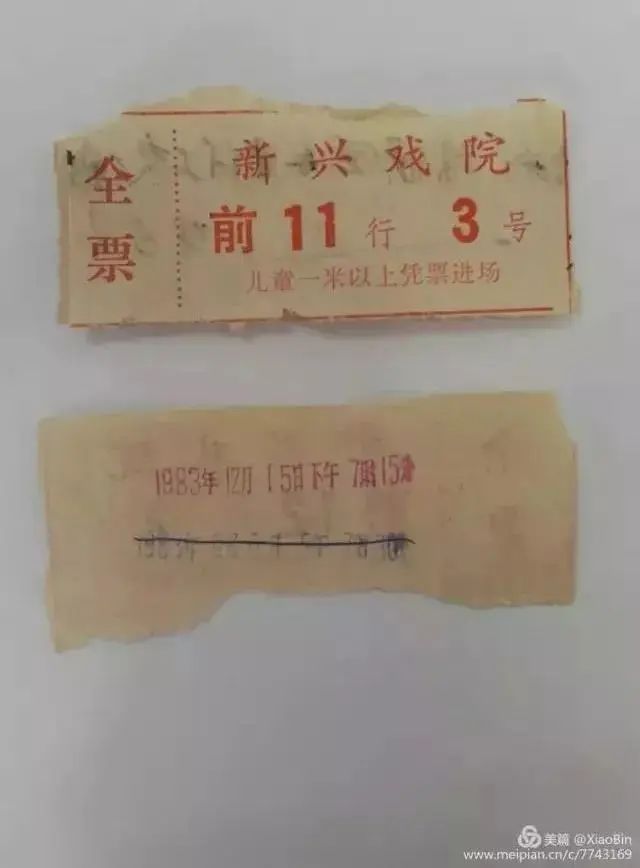 全票
新兴戏院
前 11 行 3 号
儿童一米以上凭票进场
1983年 12月 15日下午 7时15分
美篇 @XiaoBin
www.meipian.cn/c/7743169